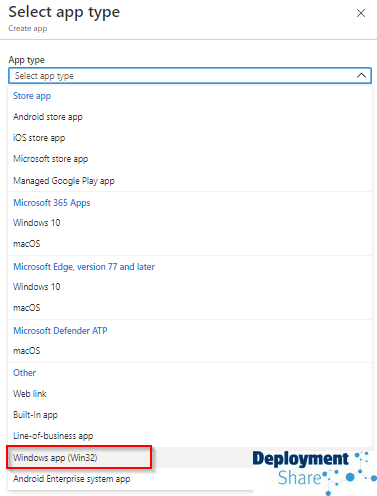 Select app type
Create app
App type
Select app type
Store app
Android store app
iOS store app
Microsoft store app
Managed Google Play app
Microsoft 365 Apps
Windows 10
macOS
Microsoft Edge, version 77 and later
Windows 10
macOS
Microsoft Defender ATP
macOS
Other
Web link
Built-In app
Line-of-business app
Windows app (Win32)
Android Enterprise system app
Deployment
Share